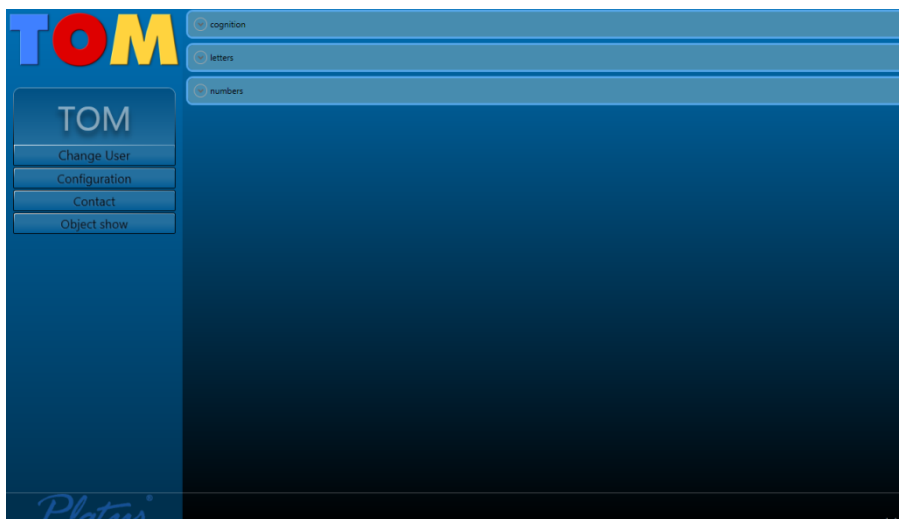 TOM
cognition
letters
numbers
TOM
Change User
Configuration
Contact
Object show